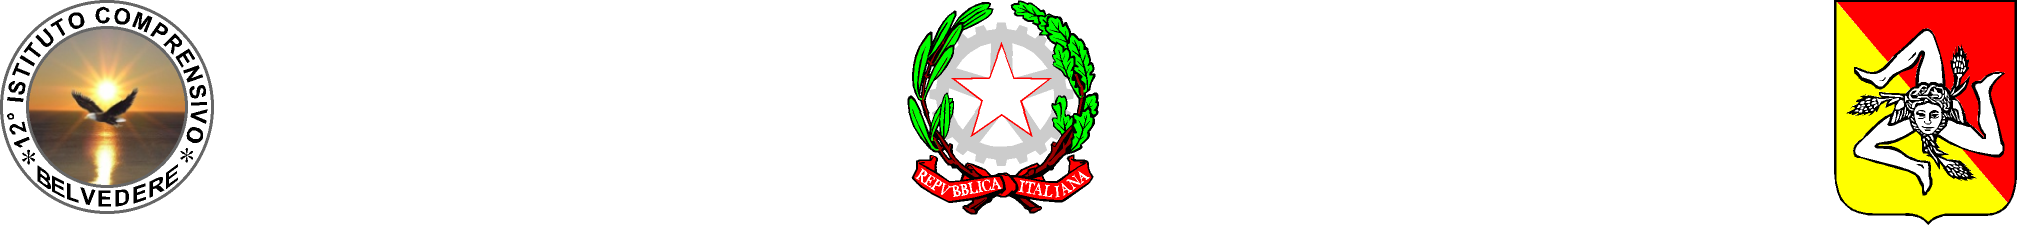 12° ISTITUTO COMPRENSIVO
* BELVEDERE *
REPVBBLICA ITALIANA